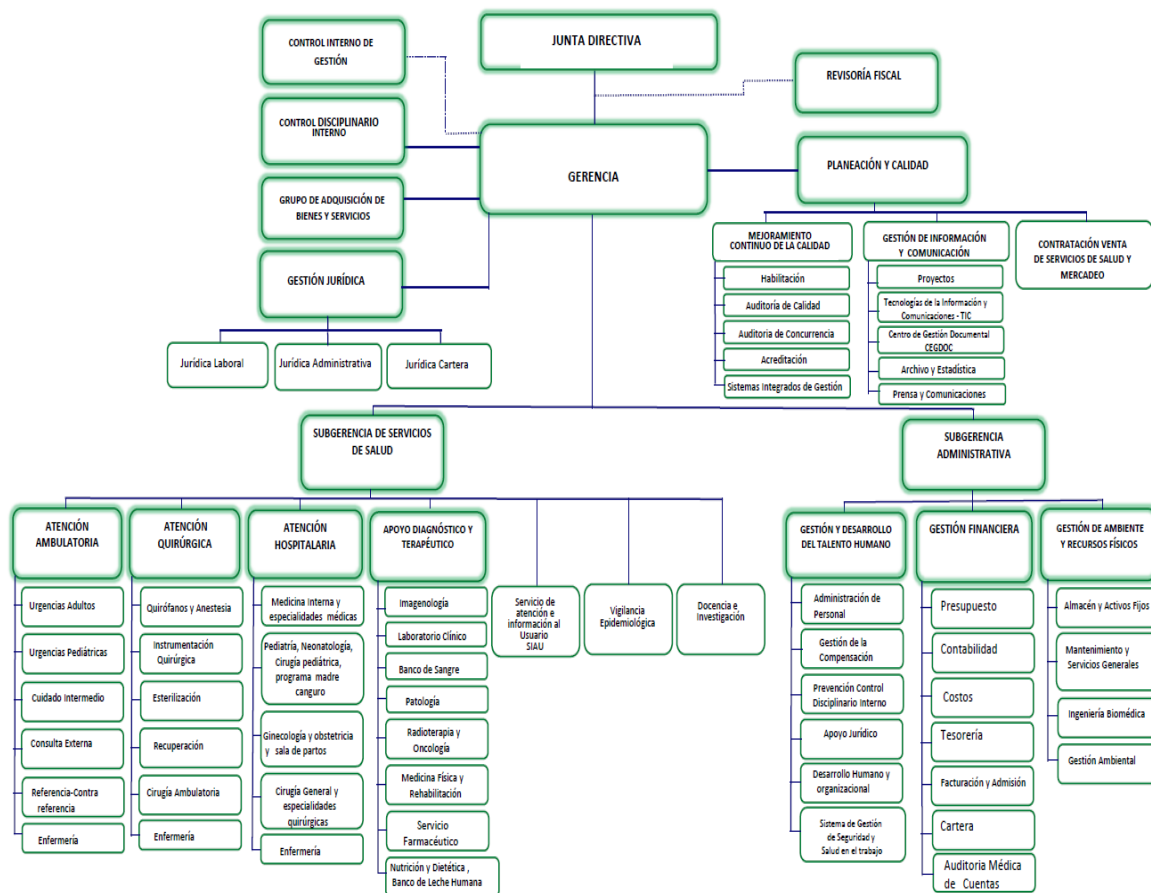 JUNTA DIRECTIVA
CONTROL INTERNO DE
GESTIÓN
REVISORÍA FISCAL
CONTROL DISCIPLINARIO
INTERNO
GERENCIA
PLANEACIÓN Y CALIDAD
GRUPO DE ADQUISICIÓN DE
BIENES Y SERVICIOS
GESTIÓN JURÍDICA
Jurídica Laboral
Jurídica Administrativa
Jurídica Cartera
MEJORAMIENTO
CONTINUO DE LA CALIDAD
Habilitación
Auditoría de Calidad
Auditoria de Concurrencia
Acreditación
Sistemas Integrados de Gestión
GESTIÓN DE INFORMACIÓN
Y COMUNICACIÓN
Proyectos
Tecnologías de la Información y
Comunicaciones - TIC
Centro de Gestión Documental
CEGDOC
Archivo y Estadística
Prensa y Comunicaciones
CONTRATACIÓN VENTA
DE SERVICIOS DE SALUD Y
MERCADEO
SUBGERENCIA DE SERVICIOS
DE SALUD
SUBGERENCIA
ADMINISTRATIVA
ATENCIÓN
AMBULATORIA
Urgencias Adultos
Urgencias Pediátricas
Cuidado Intermedio
Consulta Externa
Referencia-Contra
referencia
Enfermería
ATENCIÓN
QUIRÚRGICA
Quirófanos y Anestesia
Instrumentación
Quirúrgica
Esterilización
Recuperación
Cirugía Ambulatoria
Enfermería
ATENCIÓN
HOSPITALARIA
Medicina Interna y
especialidades médicas
Pediatría, Neonatología,
Cirugía pediátrica,
programa madre
canguro
Ginecología y obstetricia
y sala de partos
Cirugía General y
especialidades
quirúrgicas
Enfermería
APOYO DIAGNÓSTICO Y
TERAPÉUTICO
Imagenología
Laboratorio Clínico
Banco de Sangre
Patología
Radioterapia y
Oncología
Medicina Física y
Rehabilitación
Servicio
Farmacéutico
Nutrición y Dietética ,
Banco de Leche Humana
Servicio de
atención e
información al
Usuario
SIAU
Vigilancia
Epidemiológica
Docencia e
Investigación
GESTIÓN Y DESARROLLO
DEL TALENTO HUMANO
Administración de
Personal
Gestión de la
Compensación
Prevención Control
Disciplinario Interno
Apoyo Jurídico
Desarrollo Humano y
organizacional
Sistema de Gestión
de Seguridad y
Salud en el trabajo
GESTIÓN FINANCIERA
Presupuesto
Contabilidad
Costos
Tesorería
Facturación y Admisión
Cartera
Auditoria Médica
de Cuentas
GESTIÓN DE AMBIENTE
Y RECURSOS FÍSICOS
Almacén y Activos Fijos
Mantenimiento y
Servicios Generales
Ingeniería Biomédica
Gestión Ambiental